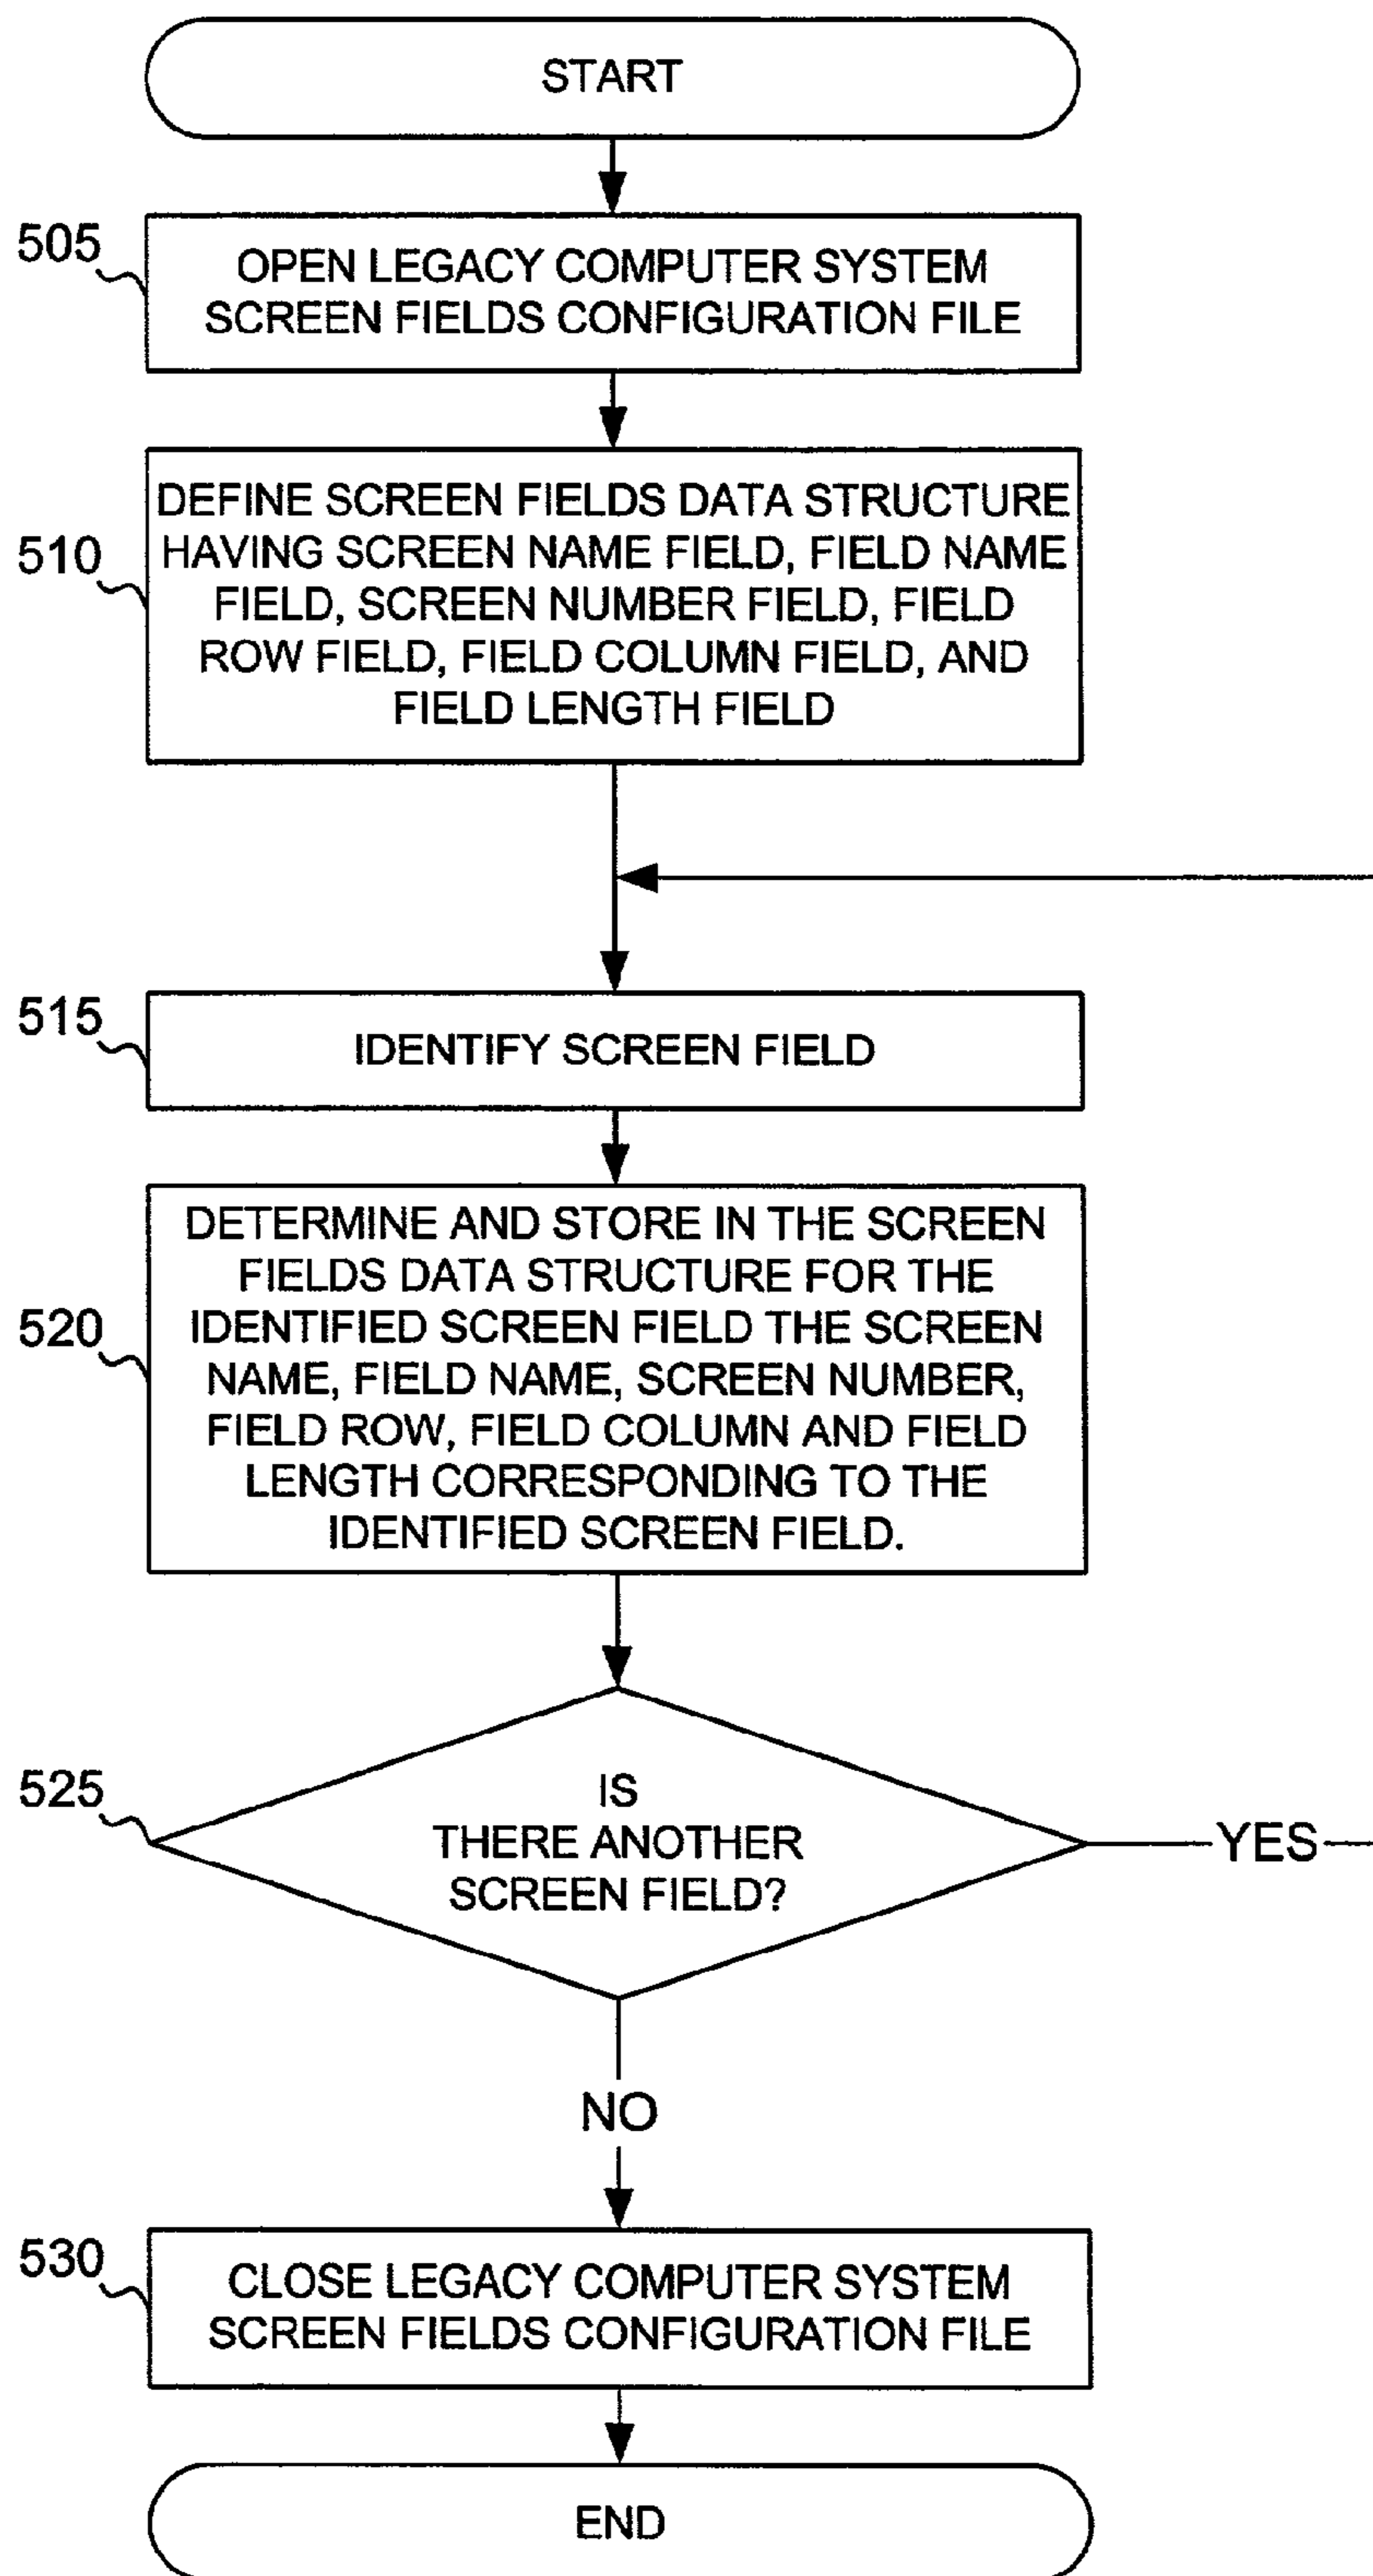 START
505
OPEN LEGACY COMPUTER SYSTEM
SCREEN FIELDS CONFIGURATION FILE
510
DEFINE SCREEN FIELDS DATA STRUCTURE
HAVING SCREEN NAME FIELD, FIELD NAME
FIELD, SCREEN NUMBER FIELD, FIELD
ROW FIELD, FIELD COLUMN FIELD, AND
FIELD LENGTH FIELD
515
IDENTIFY SCREEN FIELD
520
DETERMINE AND STORE IN THE SCREEN
FIELDS DATA STRUCTURE FOR THE
IDENTIFIED SCREEN FIELD THE SCREEN
NAME, FIELD NAME, SCREEN NUMBER,
FIELD ROW, FIELD COLUMN AND FIELD
LENGTH CORRESPONDING TO THE
IDENTIFIED SCREEN FIELD.
525
IS
THERE ANOTHER
SCREEN FIELD?
YES
NO
530
CLOSE LEGACY COMPUTER SYSTEM
SCREEN FIELDS CONFIGURATION FILE
END